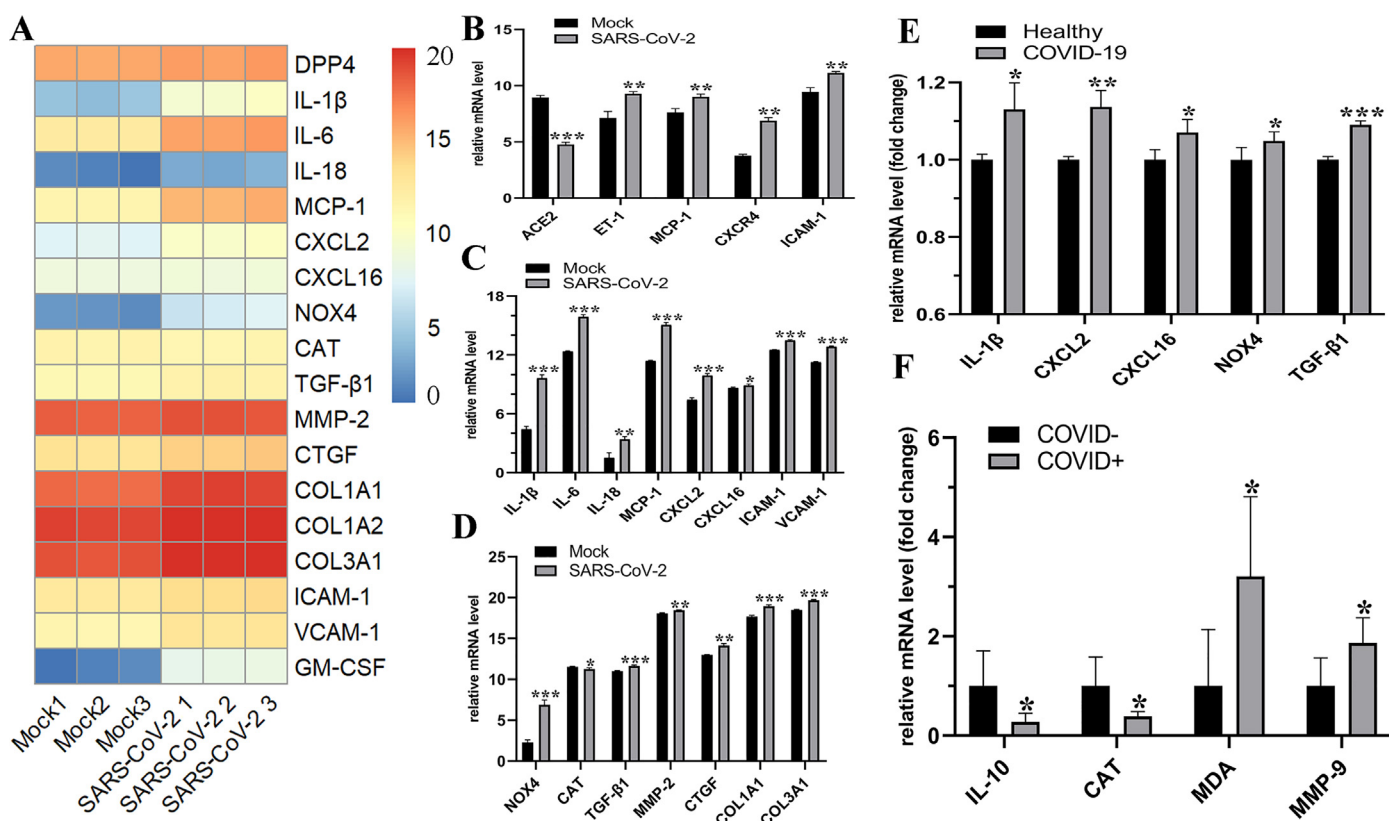 A
DPP4
IL-1β
IL-6
IL-18
MCP-1
CXCL2
CXCL16
NOX4
CAT
TGF-β1
MMP-2
CTGF
COL1A1
COL1A2
COL3A1
ICAM-1
VCAM-1
GM-CSF
20
15
10
5
0
Mock1
Mock2
Mock3
SARS-CoV-2 1
SARS-CoV-2 2
SARS-CoV-2 3
B
Mock
SARS-CoV-2
relative mRNA level
15
10
5
0
***
**
**
**
**
ACE2
ET-1
MCP-1
CXCR4
ICAM-1
C
Mock
SARS-CoV-2
relative mRNA level
18
12
6
0
***
***
**
***
***
*
***
***
IL-1β
IL-6
IL-18
MCP-1
CXCL2
CXCL16
ICAM-1
VCAM-1
D
Mock
SARS-CoV-2
relative mRNA level
25
20
15
10
5
0
***
*
***
**
**
***
***
NOX4
CAT
TGF-β1
MMP-2
CTGF
COL1A1
COL3A1
E
Healthy
COVID-19
relative mRNA level (fold change)
1.2
1.0
0.8
0.6
*
**
*
*
***
IL-1β
CXCL2
CXCL16
NOX4
TGF-β1
F
COVID-
COVID+
relative mRNA level (fold change)
6
4
2
0
*
*
*
*
IL-10
CAT
MDA
MMP-9